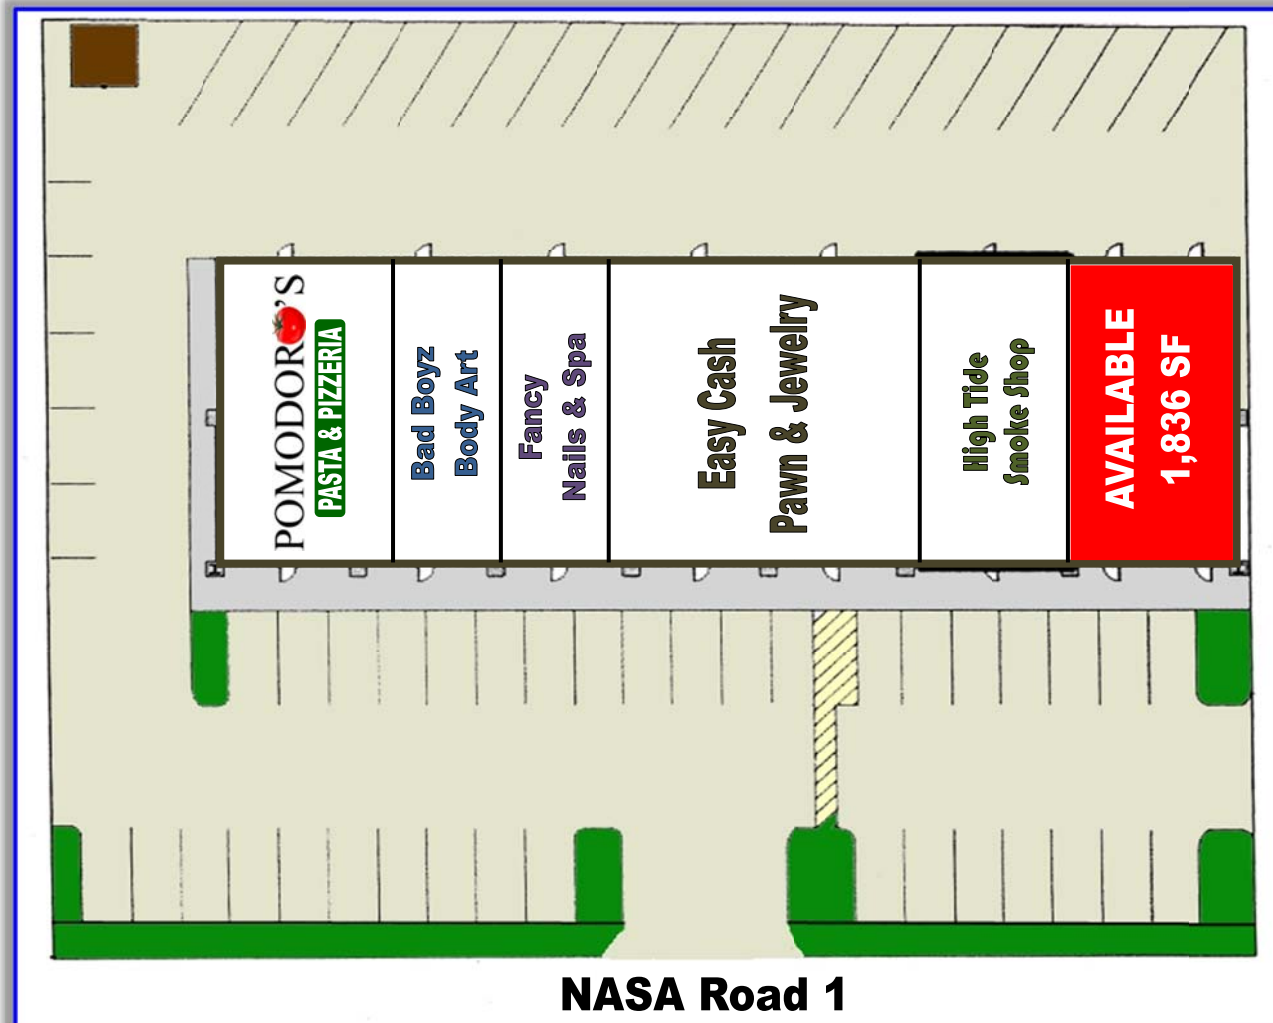 POMODORO'S
PASTA & PIZZERIA
Bad Boyz
Body Art
Fancy
Nails & Spa
Easy Cash
Pawn & Jewelry
High Tide
Smoke Shop
AVAILABLE
1,836 SF
NASA Road 1